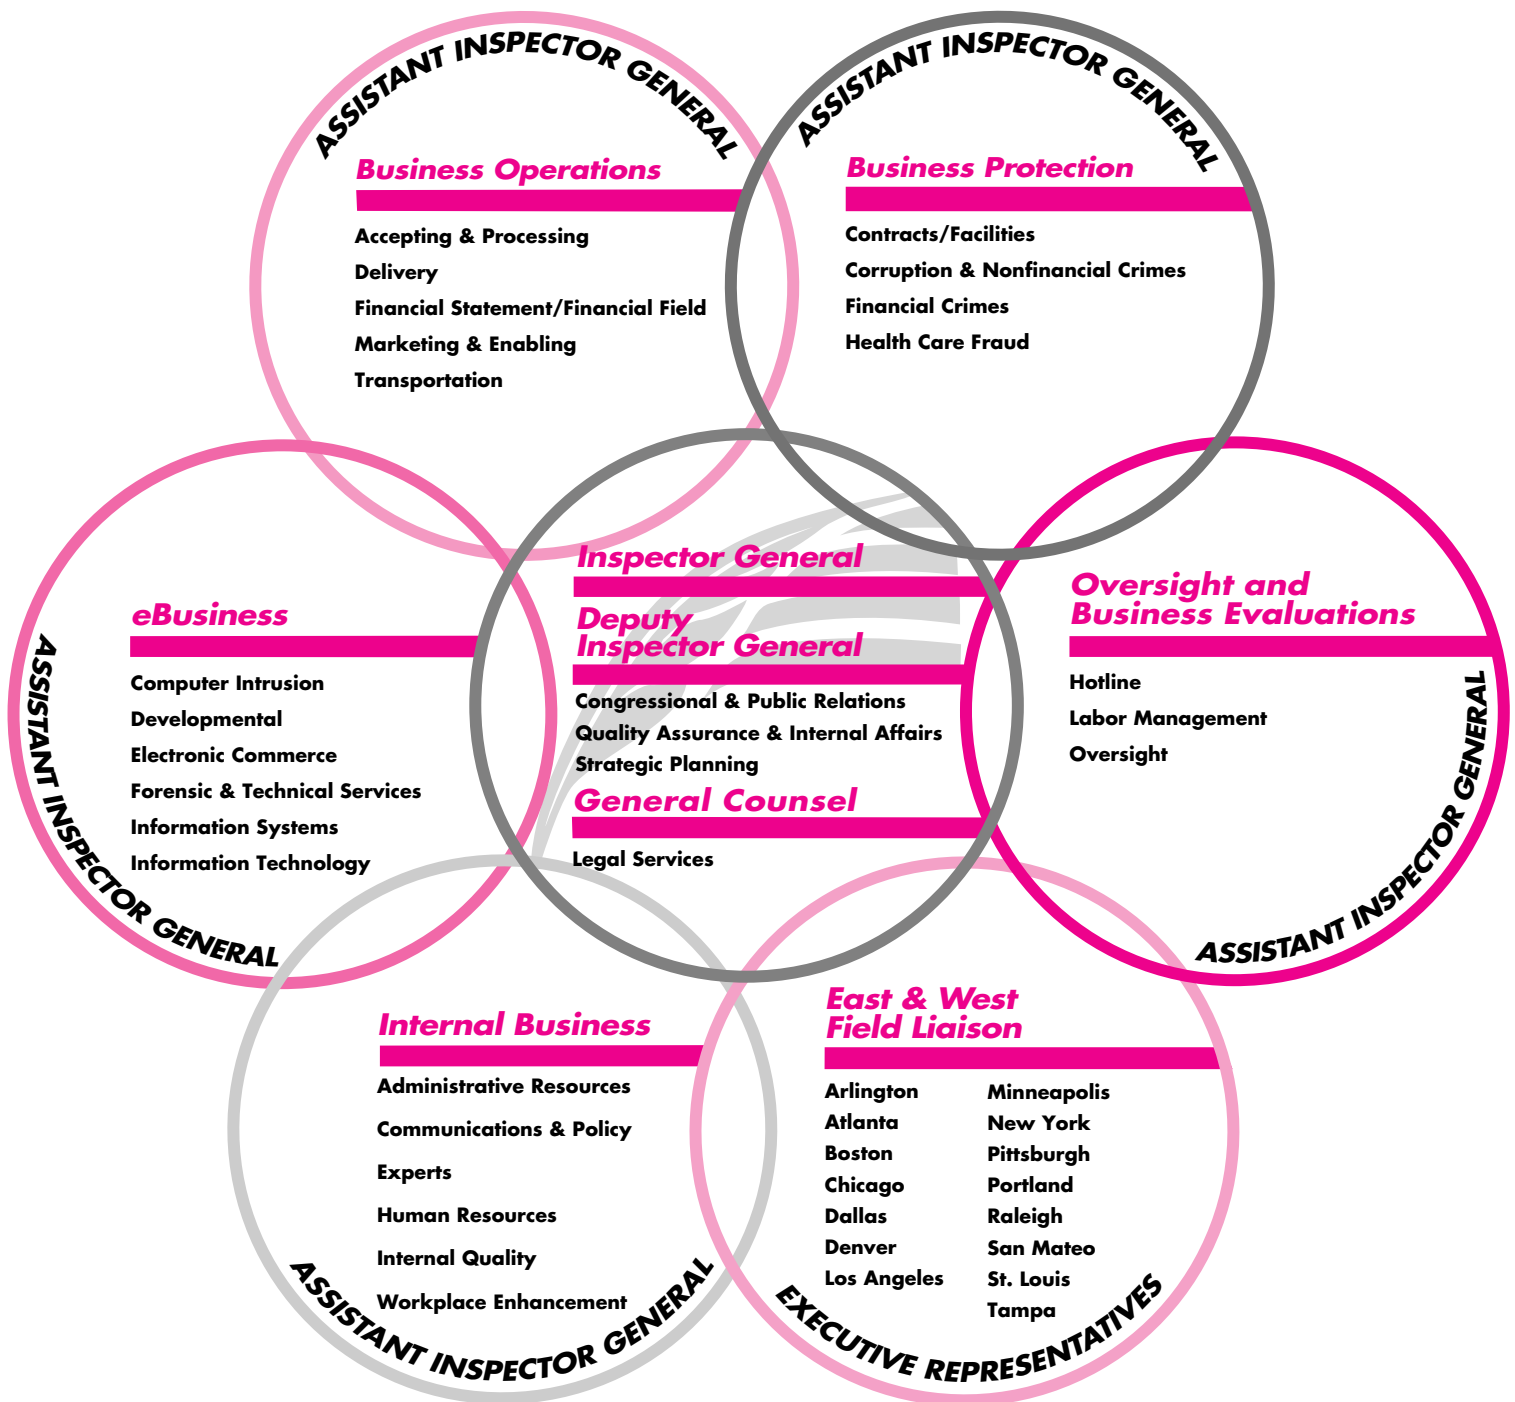 ASSISTANT INSPECTOR GENERAL
Business Operations
Accepting & Processing
Delivery
Financial Statement/Financial Field
Marketing & Enabling
Transportation
ASSISTANT INSPECTOR GENERAL
Business Protection
Contracts/Facilities
Corruption & Nonfinancial Crimes
Financial Crimes
Health Care Fraud
eBusiness
Computer Intrusion
Developmental
Electronic Commerce
Forensic & Technical Services
Information Systems
Information Technology
ASSISTANT INSPECTOR GENERAL
Inspector General
Deputy
Inspector General
Congressional & Public Relations
Quality Assurance & Internal Affairs
Strategic Planning
General Counsel
Legal Services
Oversight and
Business Evaluations
Hotline
Labor Management
Oversight
ASSISTANT INSPECTOR GENERAL
Internal Business
Administrative Resources
Communications & Policy
Experts
Human Resources
Internal Quality
Workplace Enhancement
ASSISTANT INSPECTOR GENERAL
East & West
Field Liaison
Arlington
Atlanta
Boston
Chicago
Dallas
Denver
Los Angeles
Minneapolis
New York
Pittsburgh
Portland
Raleigh
San Mateo
St. Louis
Tampa
EXECUTIVE REPRESENTATIVES